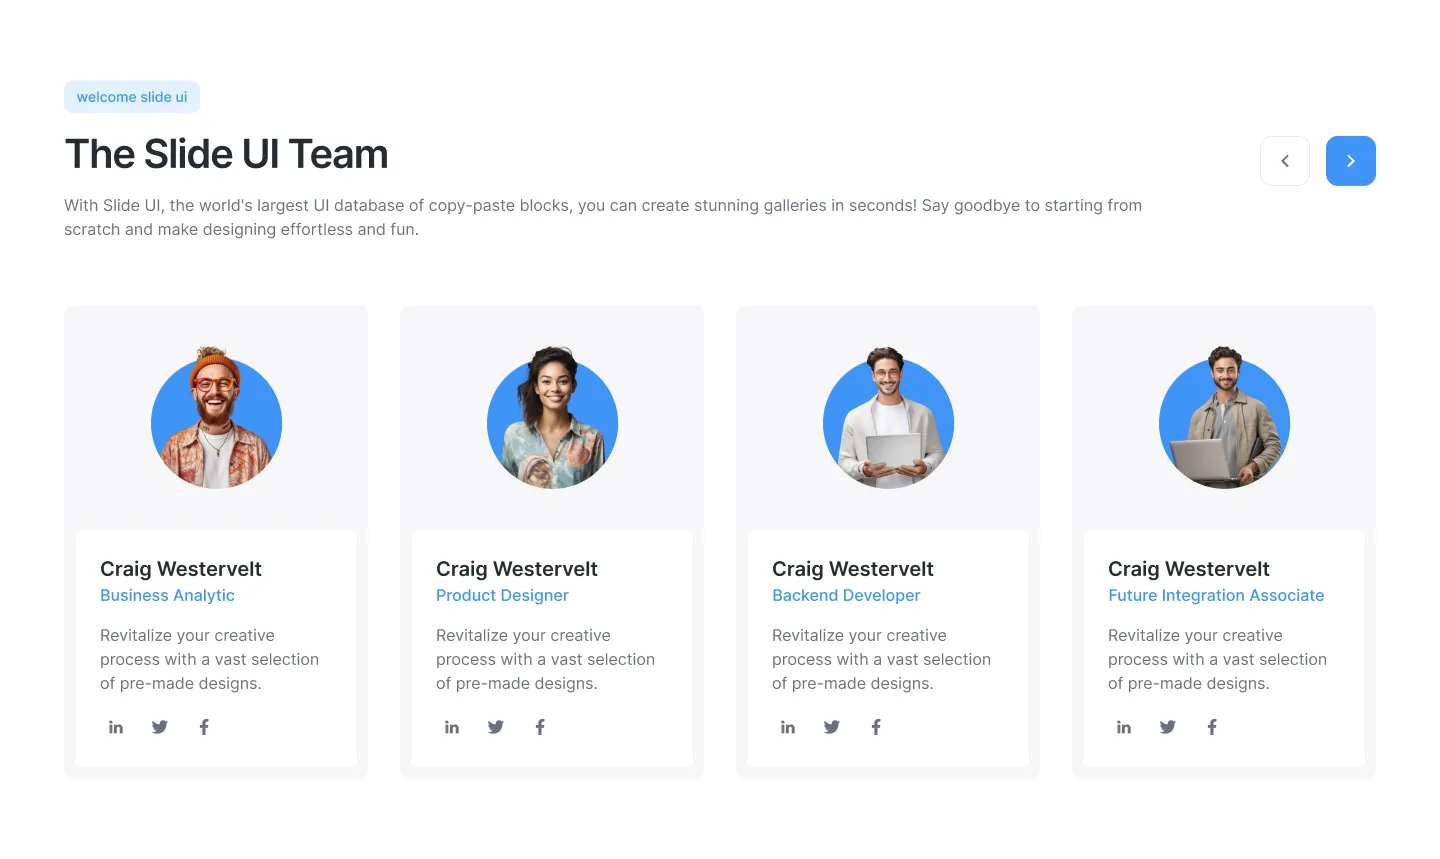 welcome slide ui
The Slide UI Team
With Slide UI, the world's largest UI database of copy-paste blocks, you can create stunning galleries in seconds! Say goodbye to starting from
scratch and make designing effortless and fun.
Craig Westervelt
Business Analytic
Revitalize your creative
process with a vast selection
of pre-made designs.
Craig Westervelt
Product Designer
Revitalize your creative
process with a vast selection
of pre-made designs.
Craig Westervelt
Backend Developer
Revitalize your creative
process with a vast selection
of pre-made designs.
Craig Westervelt
Future Integration Associate
Revitalize your creative
process with a vast selection
of pre-made designs.